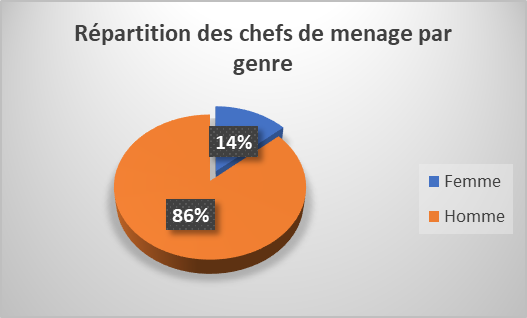 Répartition des chefs de menage par
genre
14%
86%
Femme
Homme